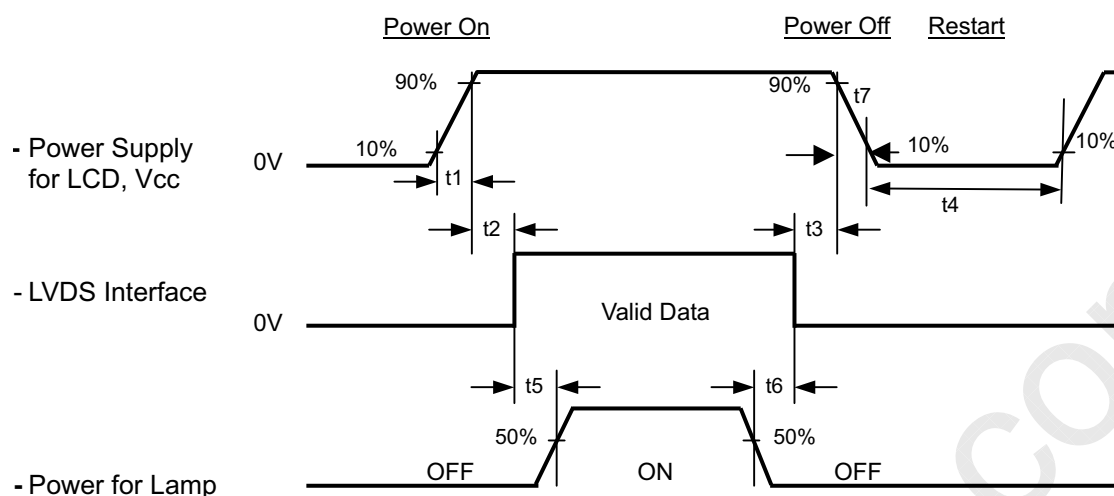 Power On
Power Off Restart
90%
90%
t7
- Power Supply
for LCD, Vcc
0V
10%
10%
10%
t1
t4
t2
t3
- LVDS Interface
0V
Valid Data
t5
t6
50%
50%
- Power for Lamp
OFF
ON
OFF
com